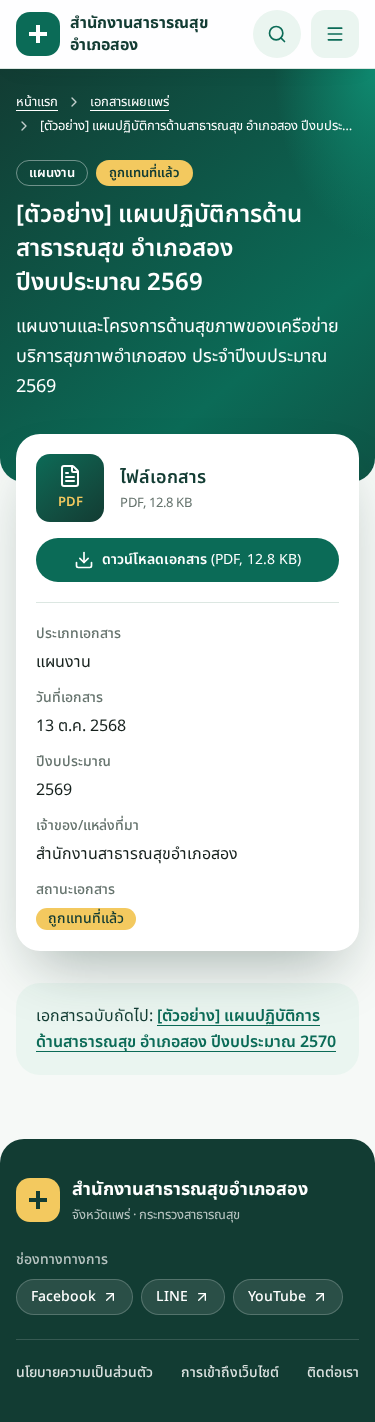 สำนักงานสาธารณสุข
อำเภอสอง
หน้าแรก
เอกสารเผยแพร่
[ตัวอย่าง] แผนปฏิบัติการด้านสาธารณสุข อำเภอสอง ปีงบประ...
แผนงาน
ถูกแทนที่แล้ว
[ตัวอย่าง] แผนปฏิบัติการด้าน
สาธารณสุข อำเภอสอง
ปีงบประมาณ 2569
แผนงานและโครงการด้านสุขภาพของเครือข่าย
บริการสุขภาพอำเภอสอง ประจำปีงบประมาณ
2569
PDF
ไฟล์เอกสาร
PDF, 12.8 KB
ดาวน์โหลดเอกสาร (PDF, 12.8 KB)
ประเภทเอกสาร
แผนงาน
วันที่เอกสาร
13 ต.ค. 2568
ปีงบประมาณ
2569
เจ้าของ/แหล่งที่มา
สำนักงานสาธารณสุขอำเภอสอง
สถานะเอกสาร
ถูกแทนที่แล้ว
เอกสารฉบับถัดไป: [ตัวอย่าง] แผนปฏิบัติการ
ด้านสาธารณสุข อำเภอสอง ปีงบประมาณ 2570
สำนักงานสาธารณสุขอำเภอสอง
จังหวัดแพร่ · กระทรวงสาธารณสุข
ช่องทางทางการ
Facebook
LINE
YouTube
นโยบายความเป็นส่วนตัว
การเข้าถึงเว็บไซต์
ติดต่อเรา